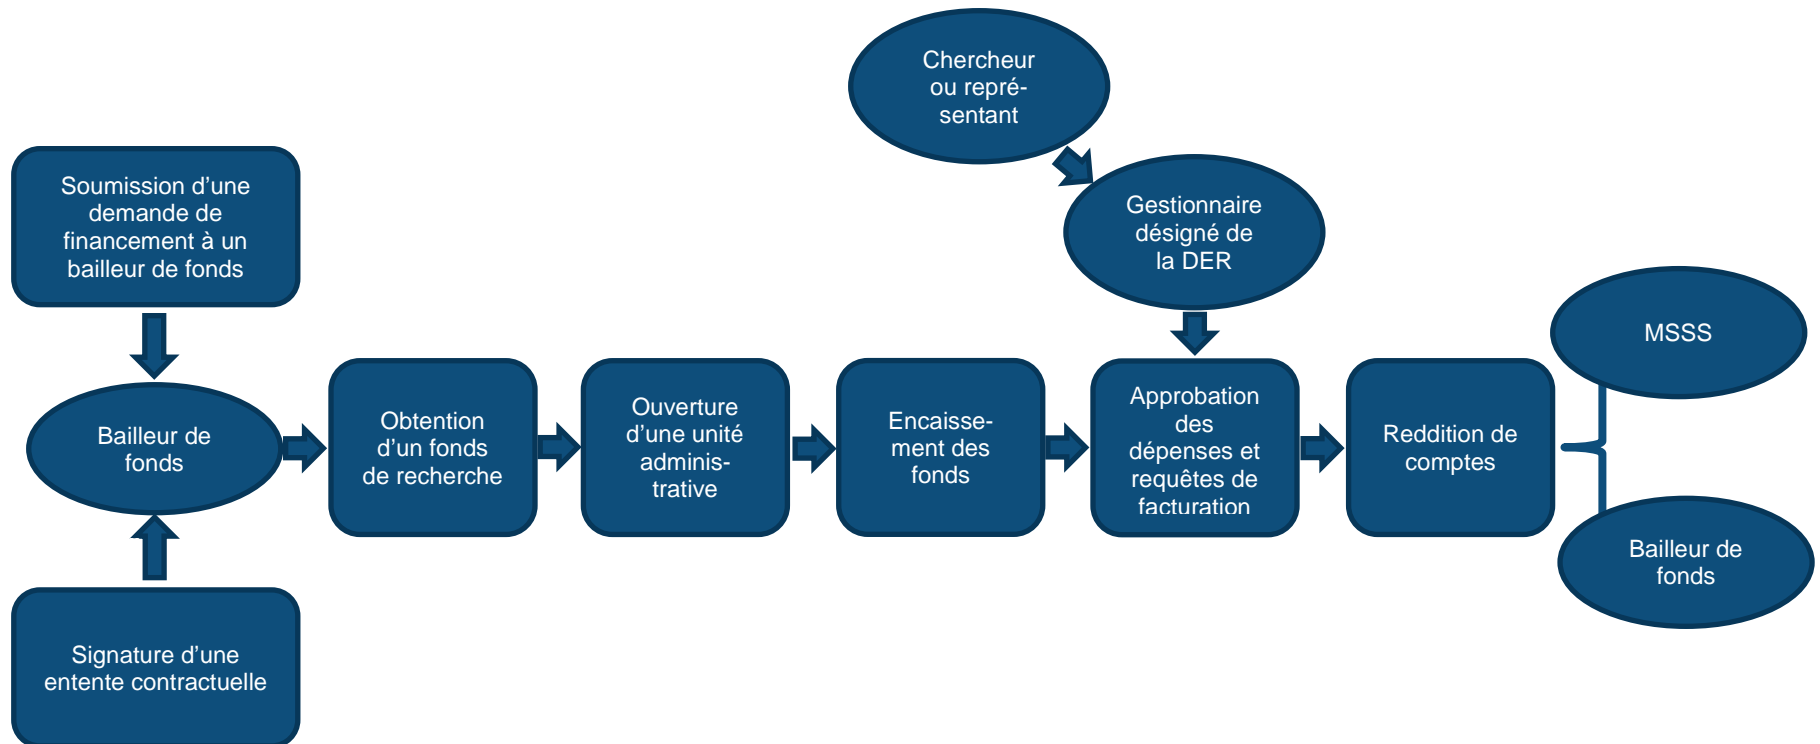 Chercheur
ou repré-
sentant
Gestionnaire
désigné de
la DER
Soumission d'une
demande de
financement à un
bailleur de fonds
Bailleur de
fonds
Signature d'une
entente contractuelle
Obtention
d'un fonds
de recherche
Ouverture
d'une unité
adminis-
trative
Encaisse-
ment des
fonds
Approbation
des
dépenses et
requêtes de
facturation
Reddition de
comptes
MSSS
Bailleur de
fonds